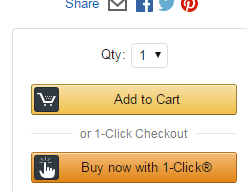 Share
Qty: 1
Add to Cart
or 1-Click Checkout
Buy now with 1-Click®